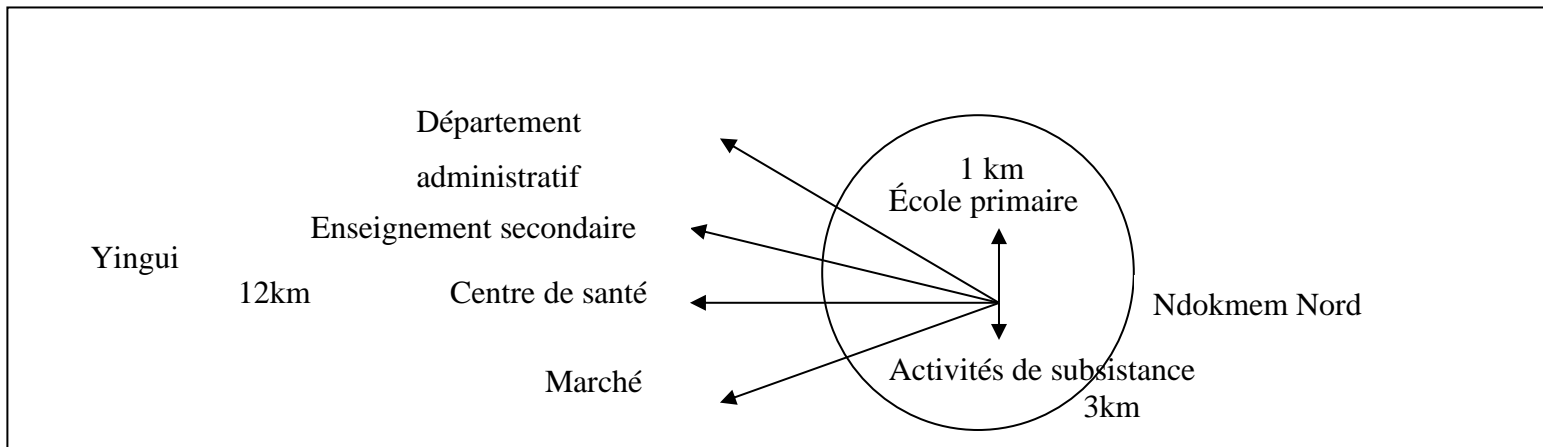 Département
administratif
1 km
École primaire
Enseignement secondaire
Yingui
12km
Centre de santé
Ndokmem Nord
Marché
Activités de subsistance
3km